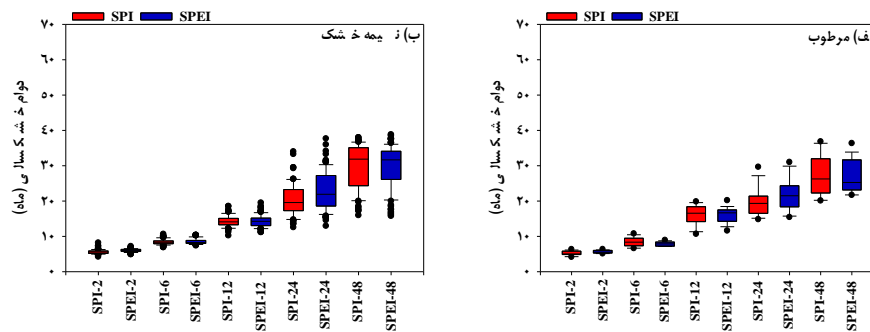 SPI SPEI
ب) نیمه خشک
دوام خشکسالی (ماه)
۷۰
۶۰
۵۰
۴۰
۳۰
۲۰
۱۰
۰
SPI-2
SPEI-2
SPI-6
SPEI-6
SPI-12
SPEI-12
SPI-24
SPEI-24
SPI-48
SPEI-48
SPI SPEI
لف) مرطوب
دوام خشکسالی (ماه)
۷۰
۶۰
۵۰
۴۰
۳۰
۲۰
۱۰
۰
SPI-2
SPEI-2
SPI-6
SPEI-6
SPI-12
SPEI-12
SPI-24
SPEI-24
SPI-48
SPEI-48